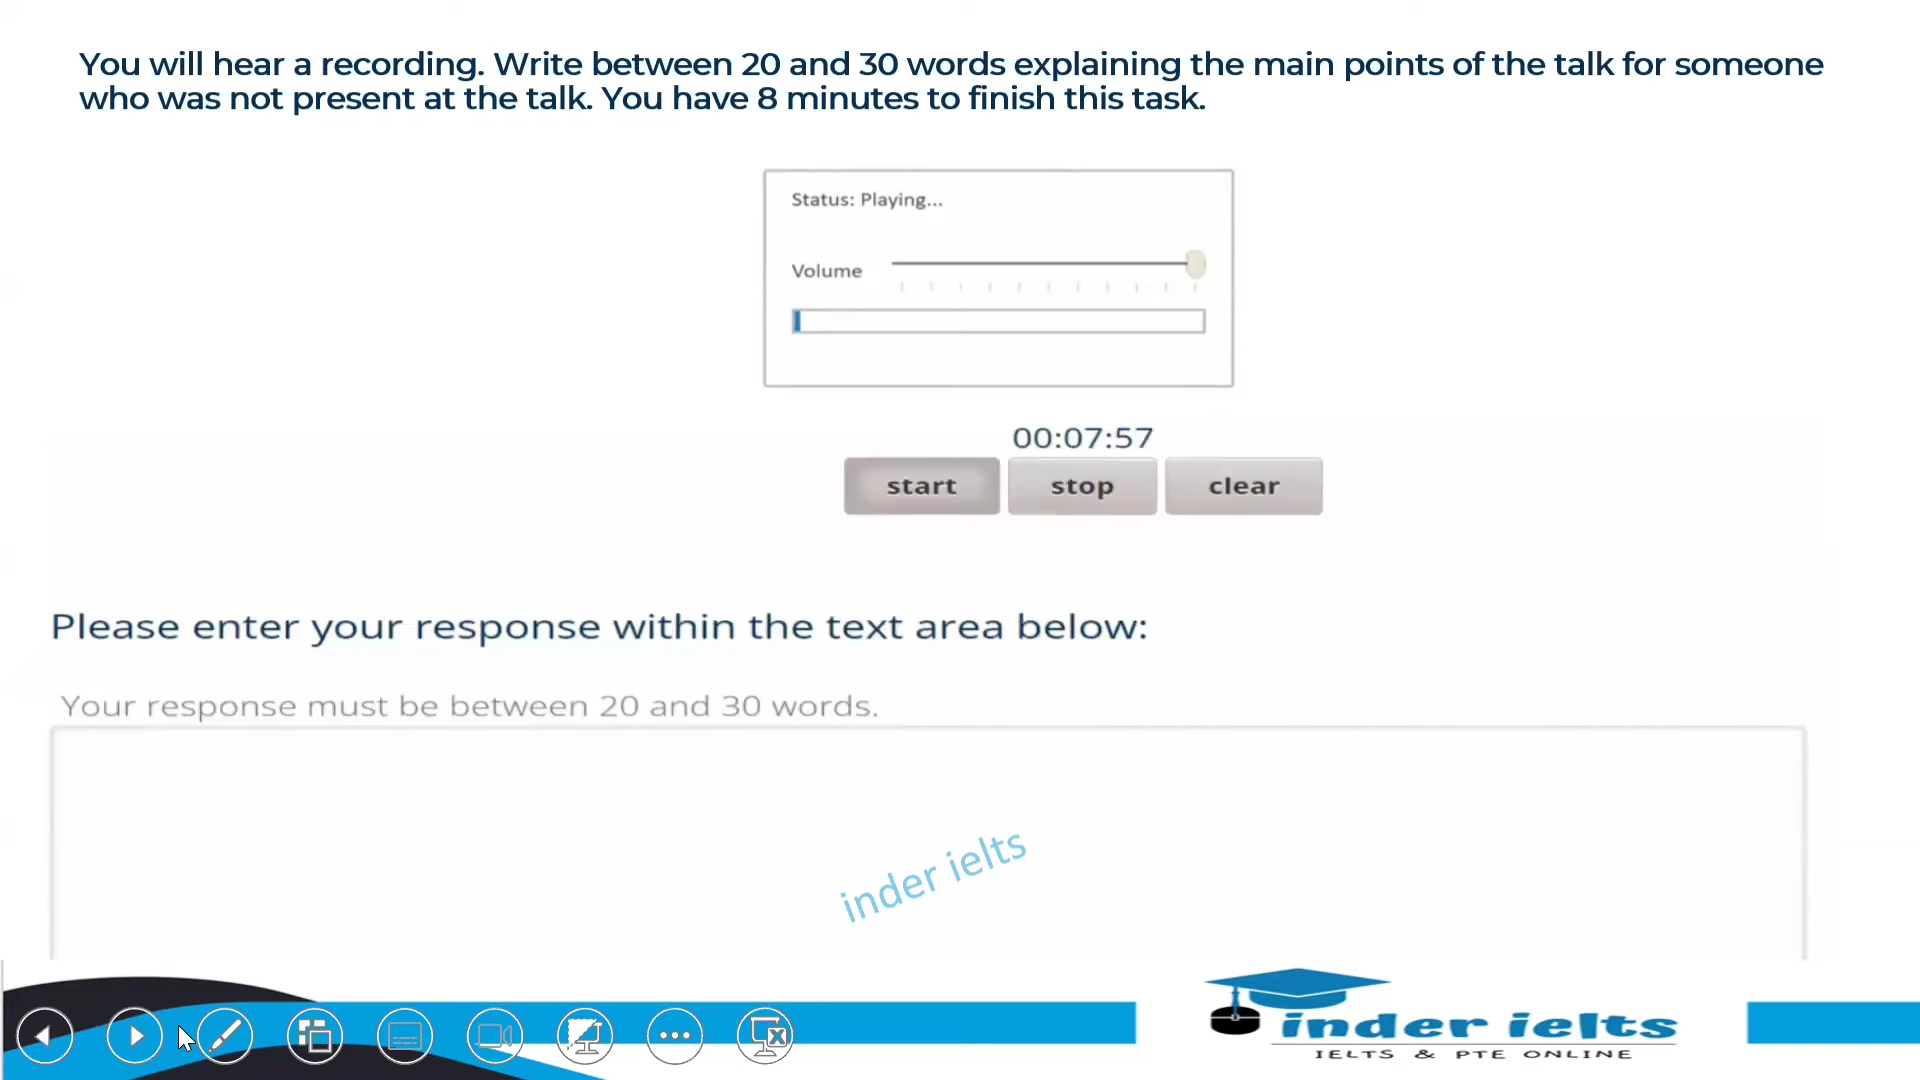 You will hear a recording. Write between 20 and 30 words explaining the main points of the talk for someone
who was not present at the talk. You have 8 minutes to finish this task.
Status: Playing...
Volume
00:07:57
start stop clear
Please enter your response within the text area below:
Your response must be between 20 and 30 words.
inder ielts
inder ielts
IELTS & PTE ONLINE